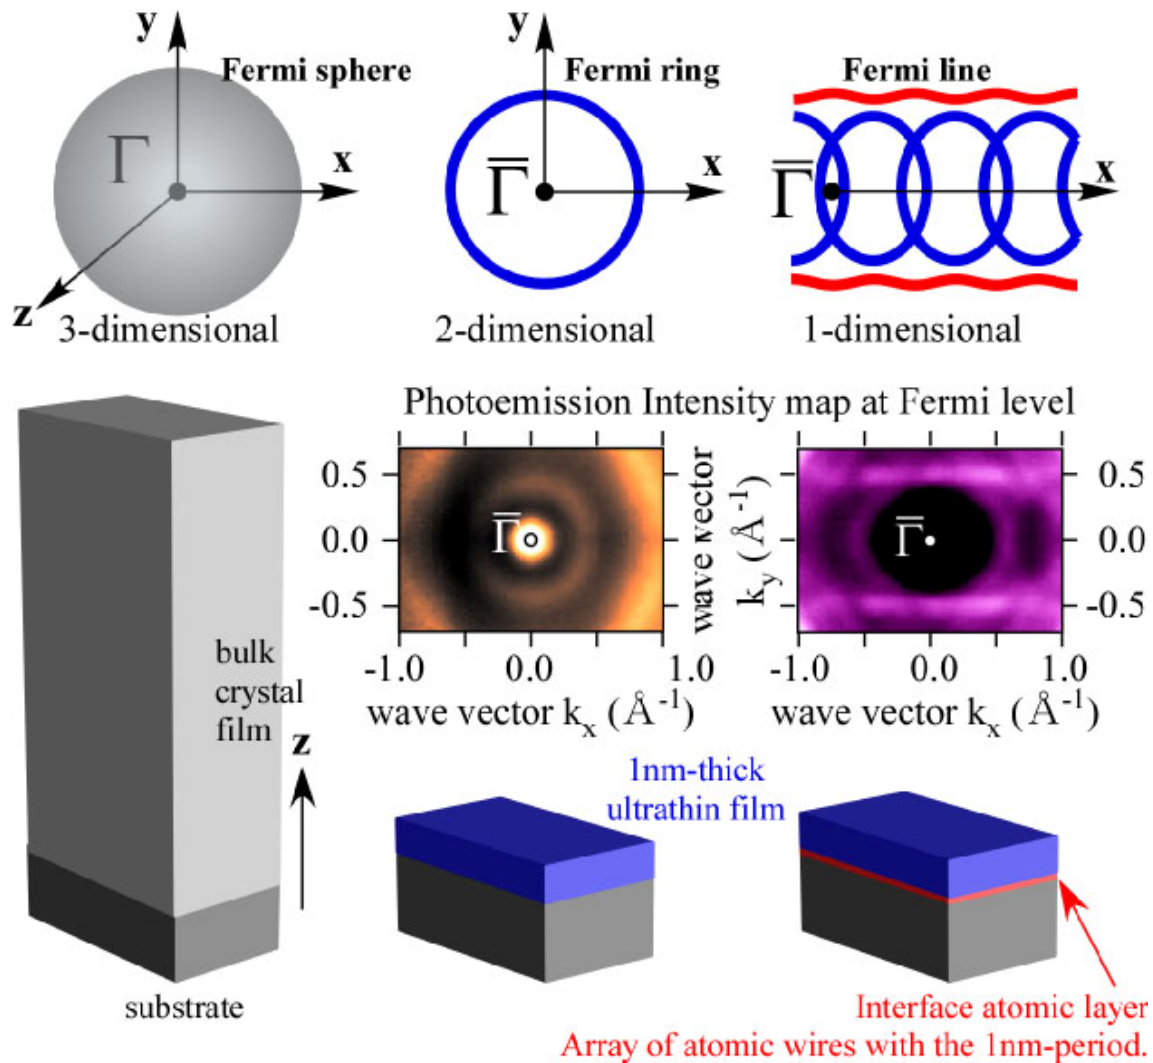 y
Fermi sphere
Γ
x
z
3-dimensional
y
Fermi ring
Γ̅
x
2-dimensional
Fermi line
Γ̅
x
1-dimensional
Photoemission Intensity map at Fermi level
0.5
0.0
-0.5
Γ̅
-1.0 0.0 1.0
wave vector kₓ (Å⁻¹)
wave vector
k_y (Å⁻¹)
Γ̅
0.5
0.0
-0.5
-1.0 0.0 1.0
wave vector kₓ (Å⁻¹)
bulk
crystal
film
z
substrate
1nm-thick
ultrathin film
Interface atomic layer
Array of atomic wires with the 1nm-period.